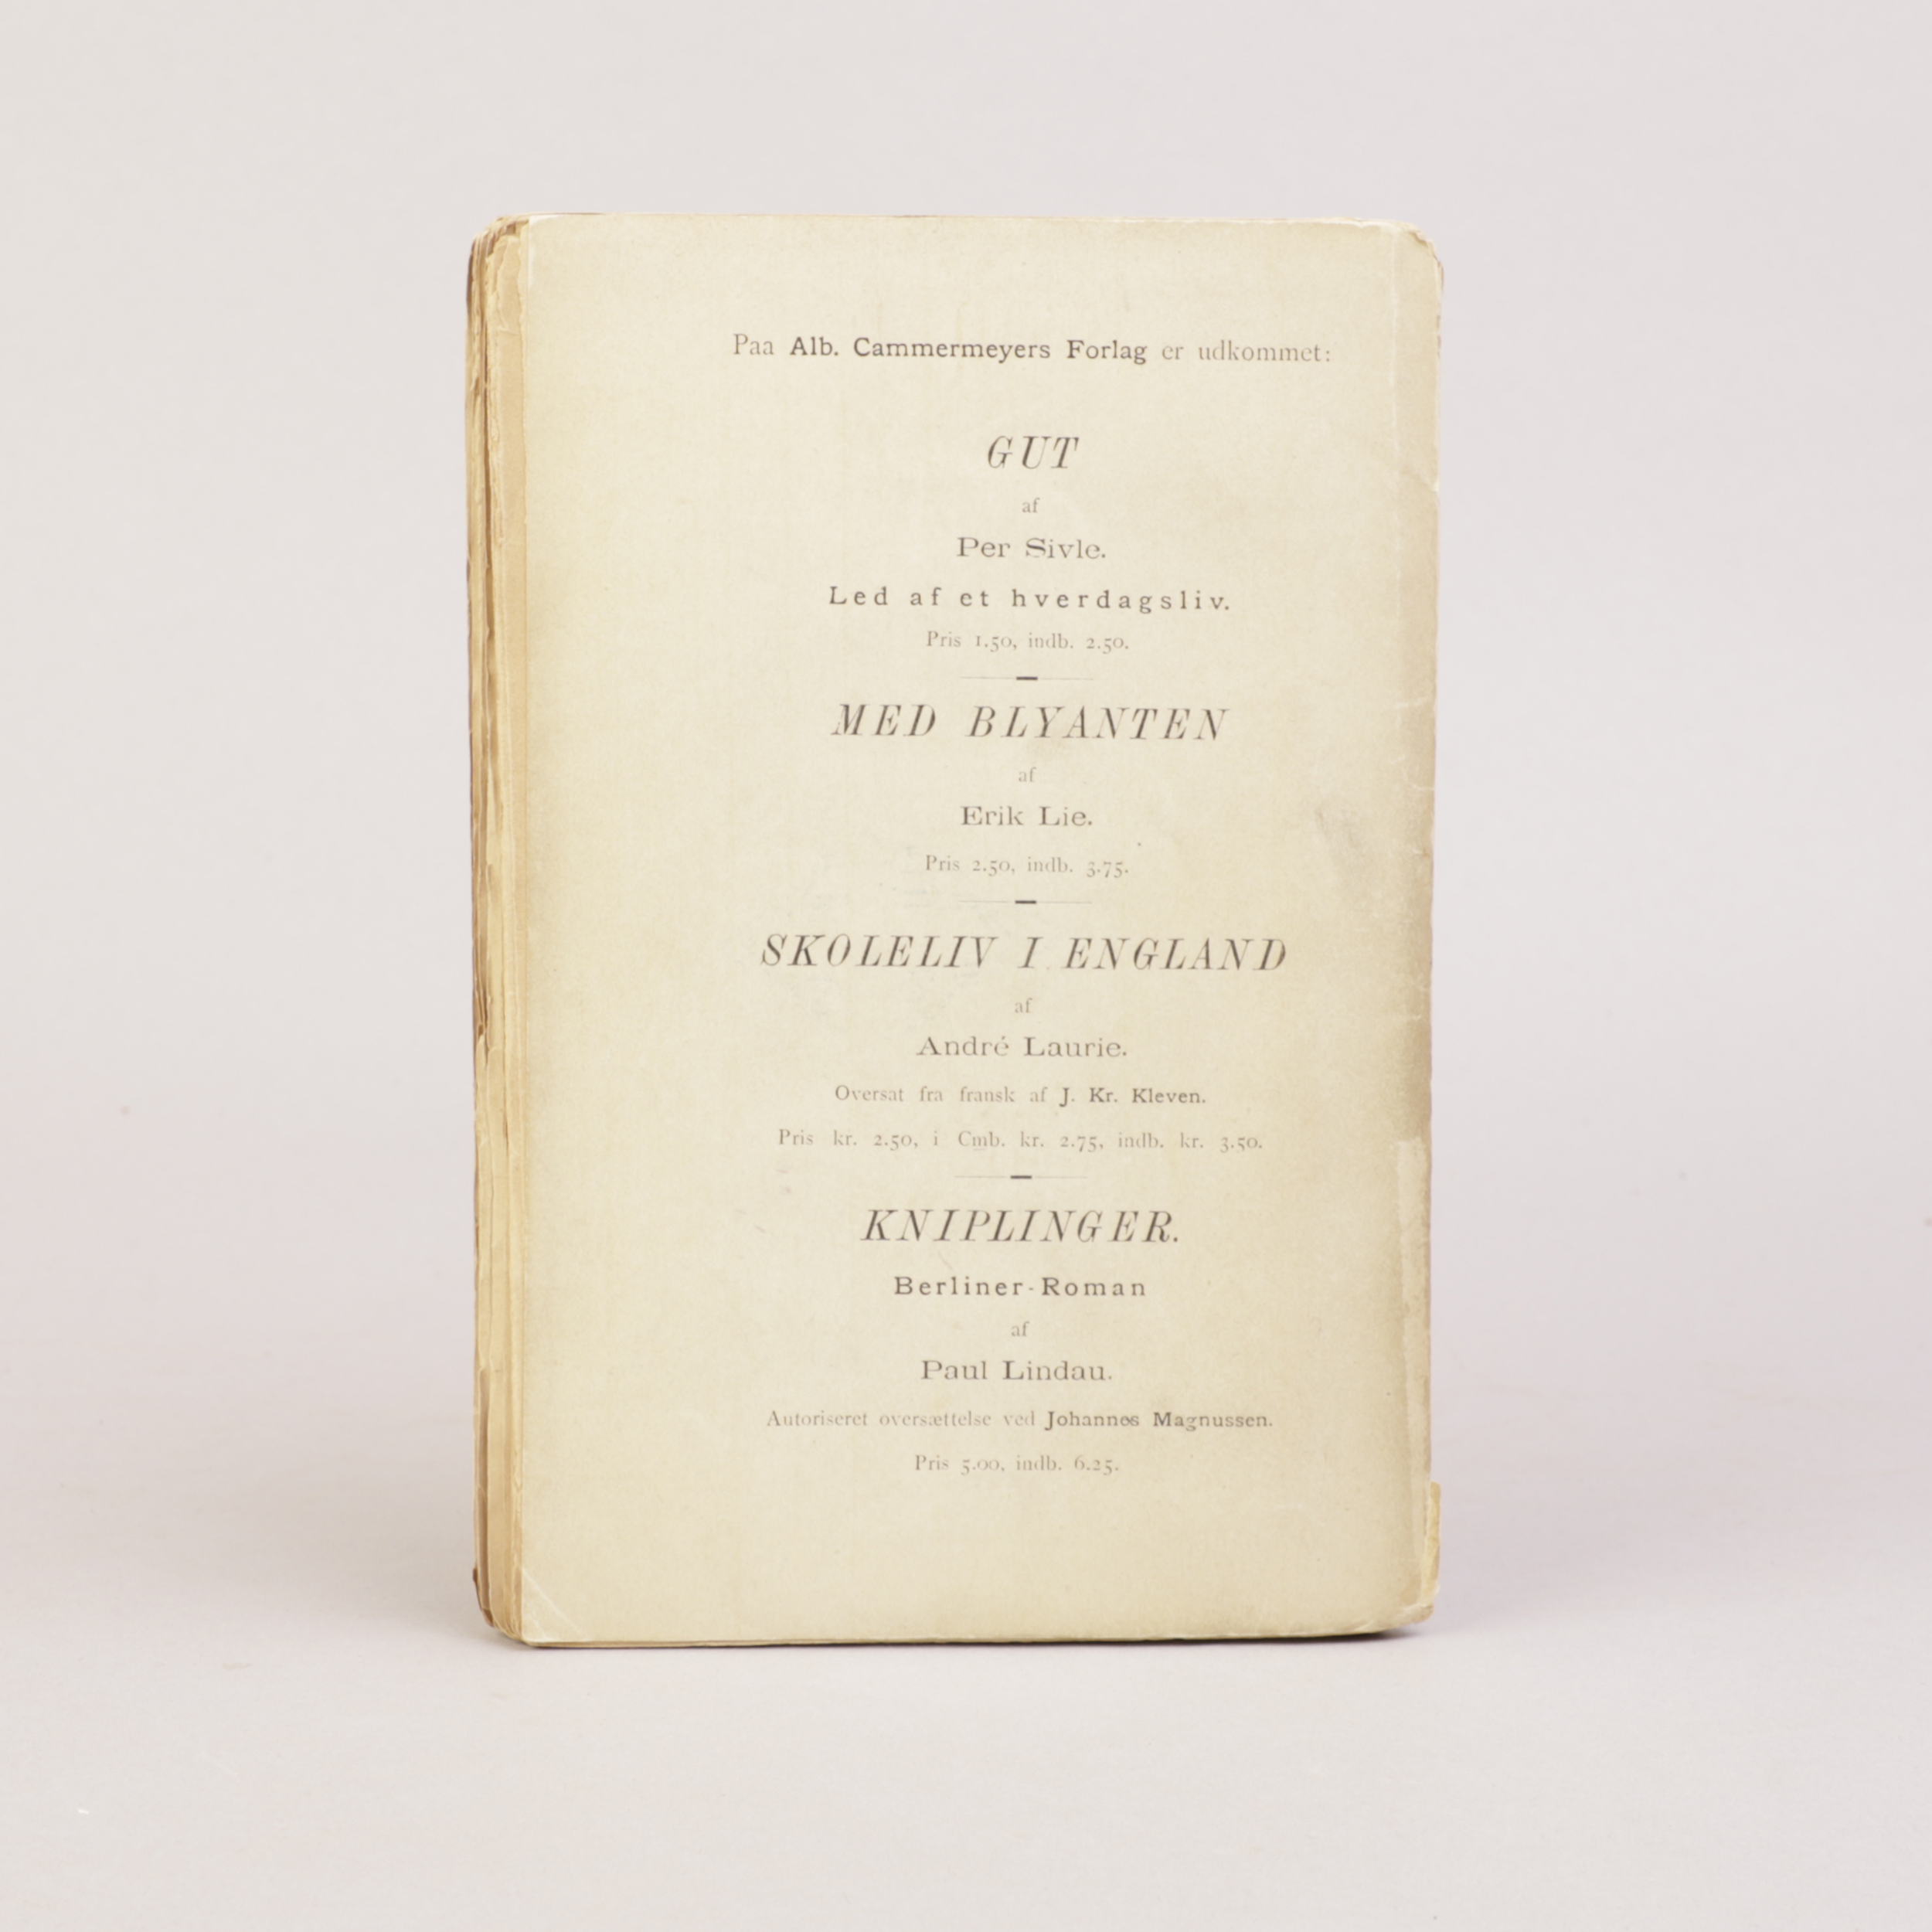 Paa Alb. Cammermeyers Forlag er udkommet:
GUT
af
Per Sivle.
Led af et hverdagsliv.
Pris 1.50, indb. 2.50.
MED BLYANTEN
af
Erik Lie.
Pris 2.50, indb. 3.75.
SKOLELIV I ENGLAND
af
André Laurie.
Oversat fra fransk af J. Kr. Kleven.
Pris kr. 2.50, i Cmb. kr. 2.75, indb. kr. 3.50.
KNIPLINGER.
Berliner-Roman
af
Paul Lindau.
Autoriseret oversættelse ved Johannes Magnussen.
Pris 5.00, indb. 6.25.